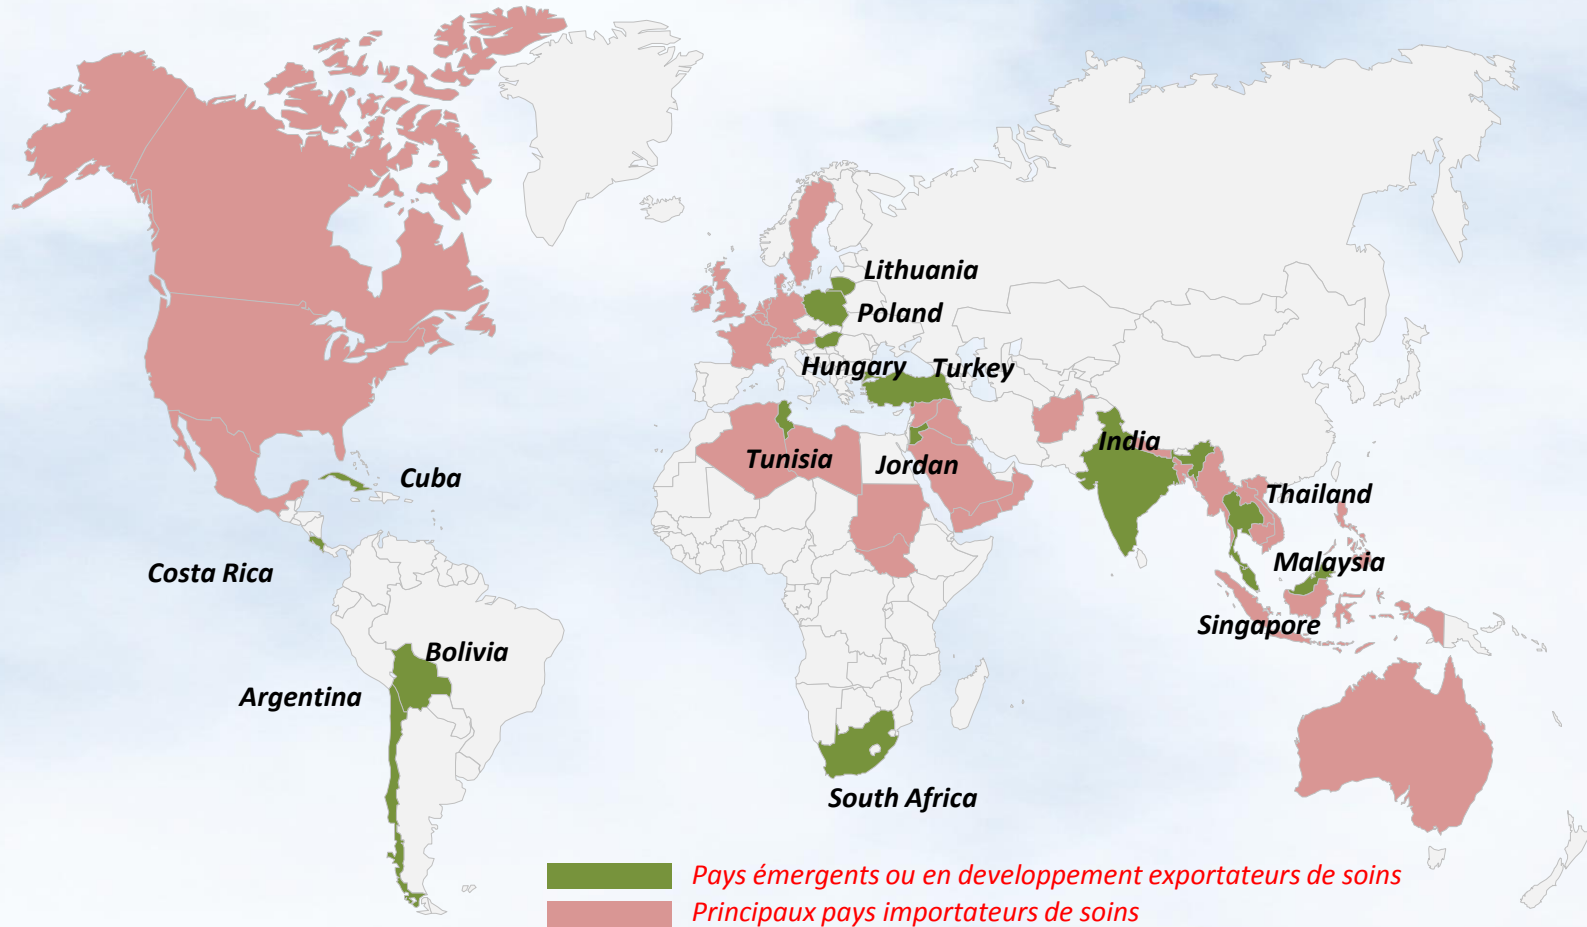 Lithuania
Poland
Hungary
Turkey
Tunisia
Jordan
India
Cuba
Thailand
Costa Rica
Malaysia
Singapore
Bolivia
Argentina
South Africa
Pays émergents ou en developpement exportateurs de soins
Principaux pays importateurs de soins